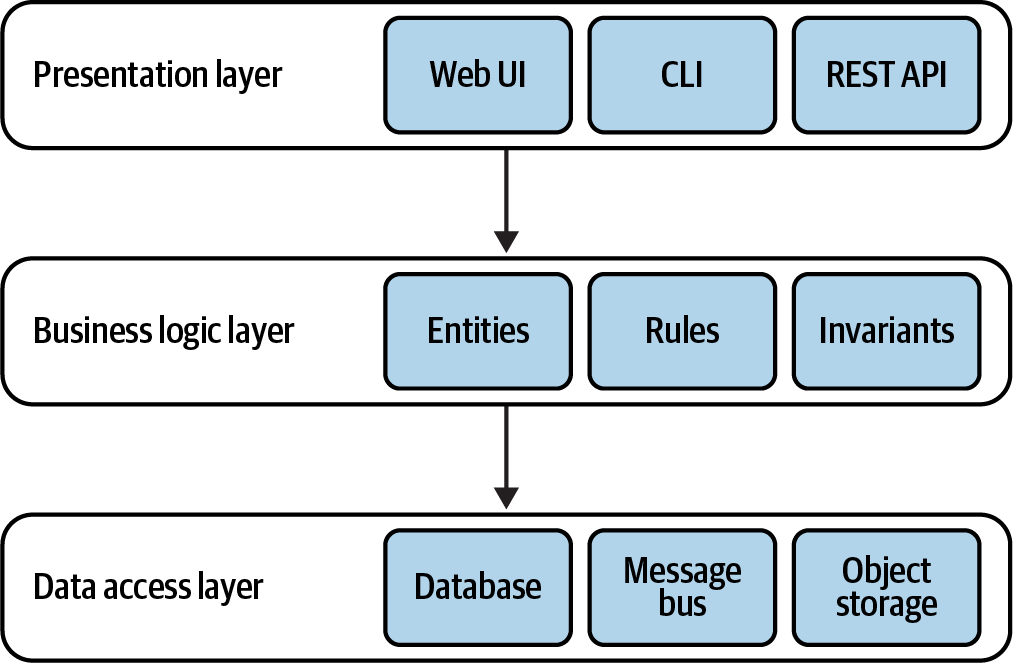 Presentation layer
Web UI
CLI
REST API
Business logic layer
Entities
Rules
Invariants
Data access layer
Database
Message
bus
Object
storage